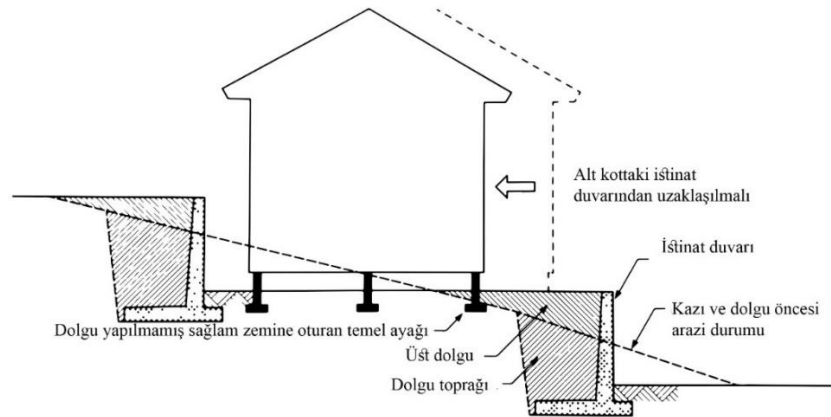 Alt kottaki istinat
duvarından uzaklaşılmalı
İstinat duvarı
Kazı ve dolgu öncesi
arazi durumu
Dolgu yapılmamış sağlam zemine oturan temel ayağı
Üst dolgu
Dolgu toprağı